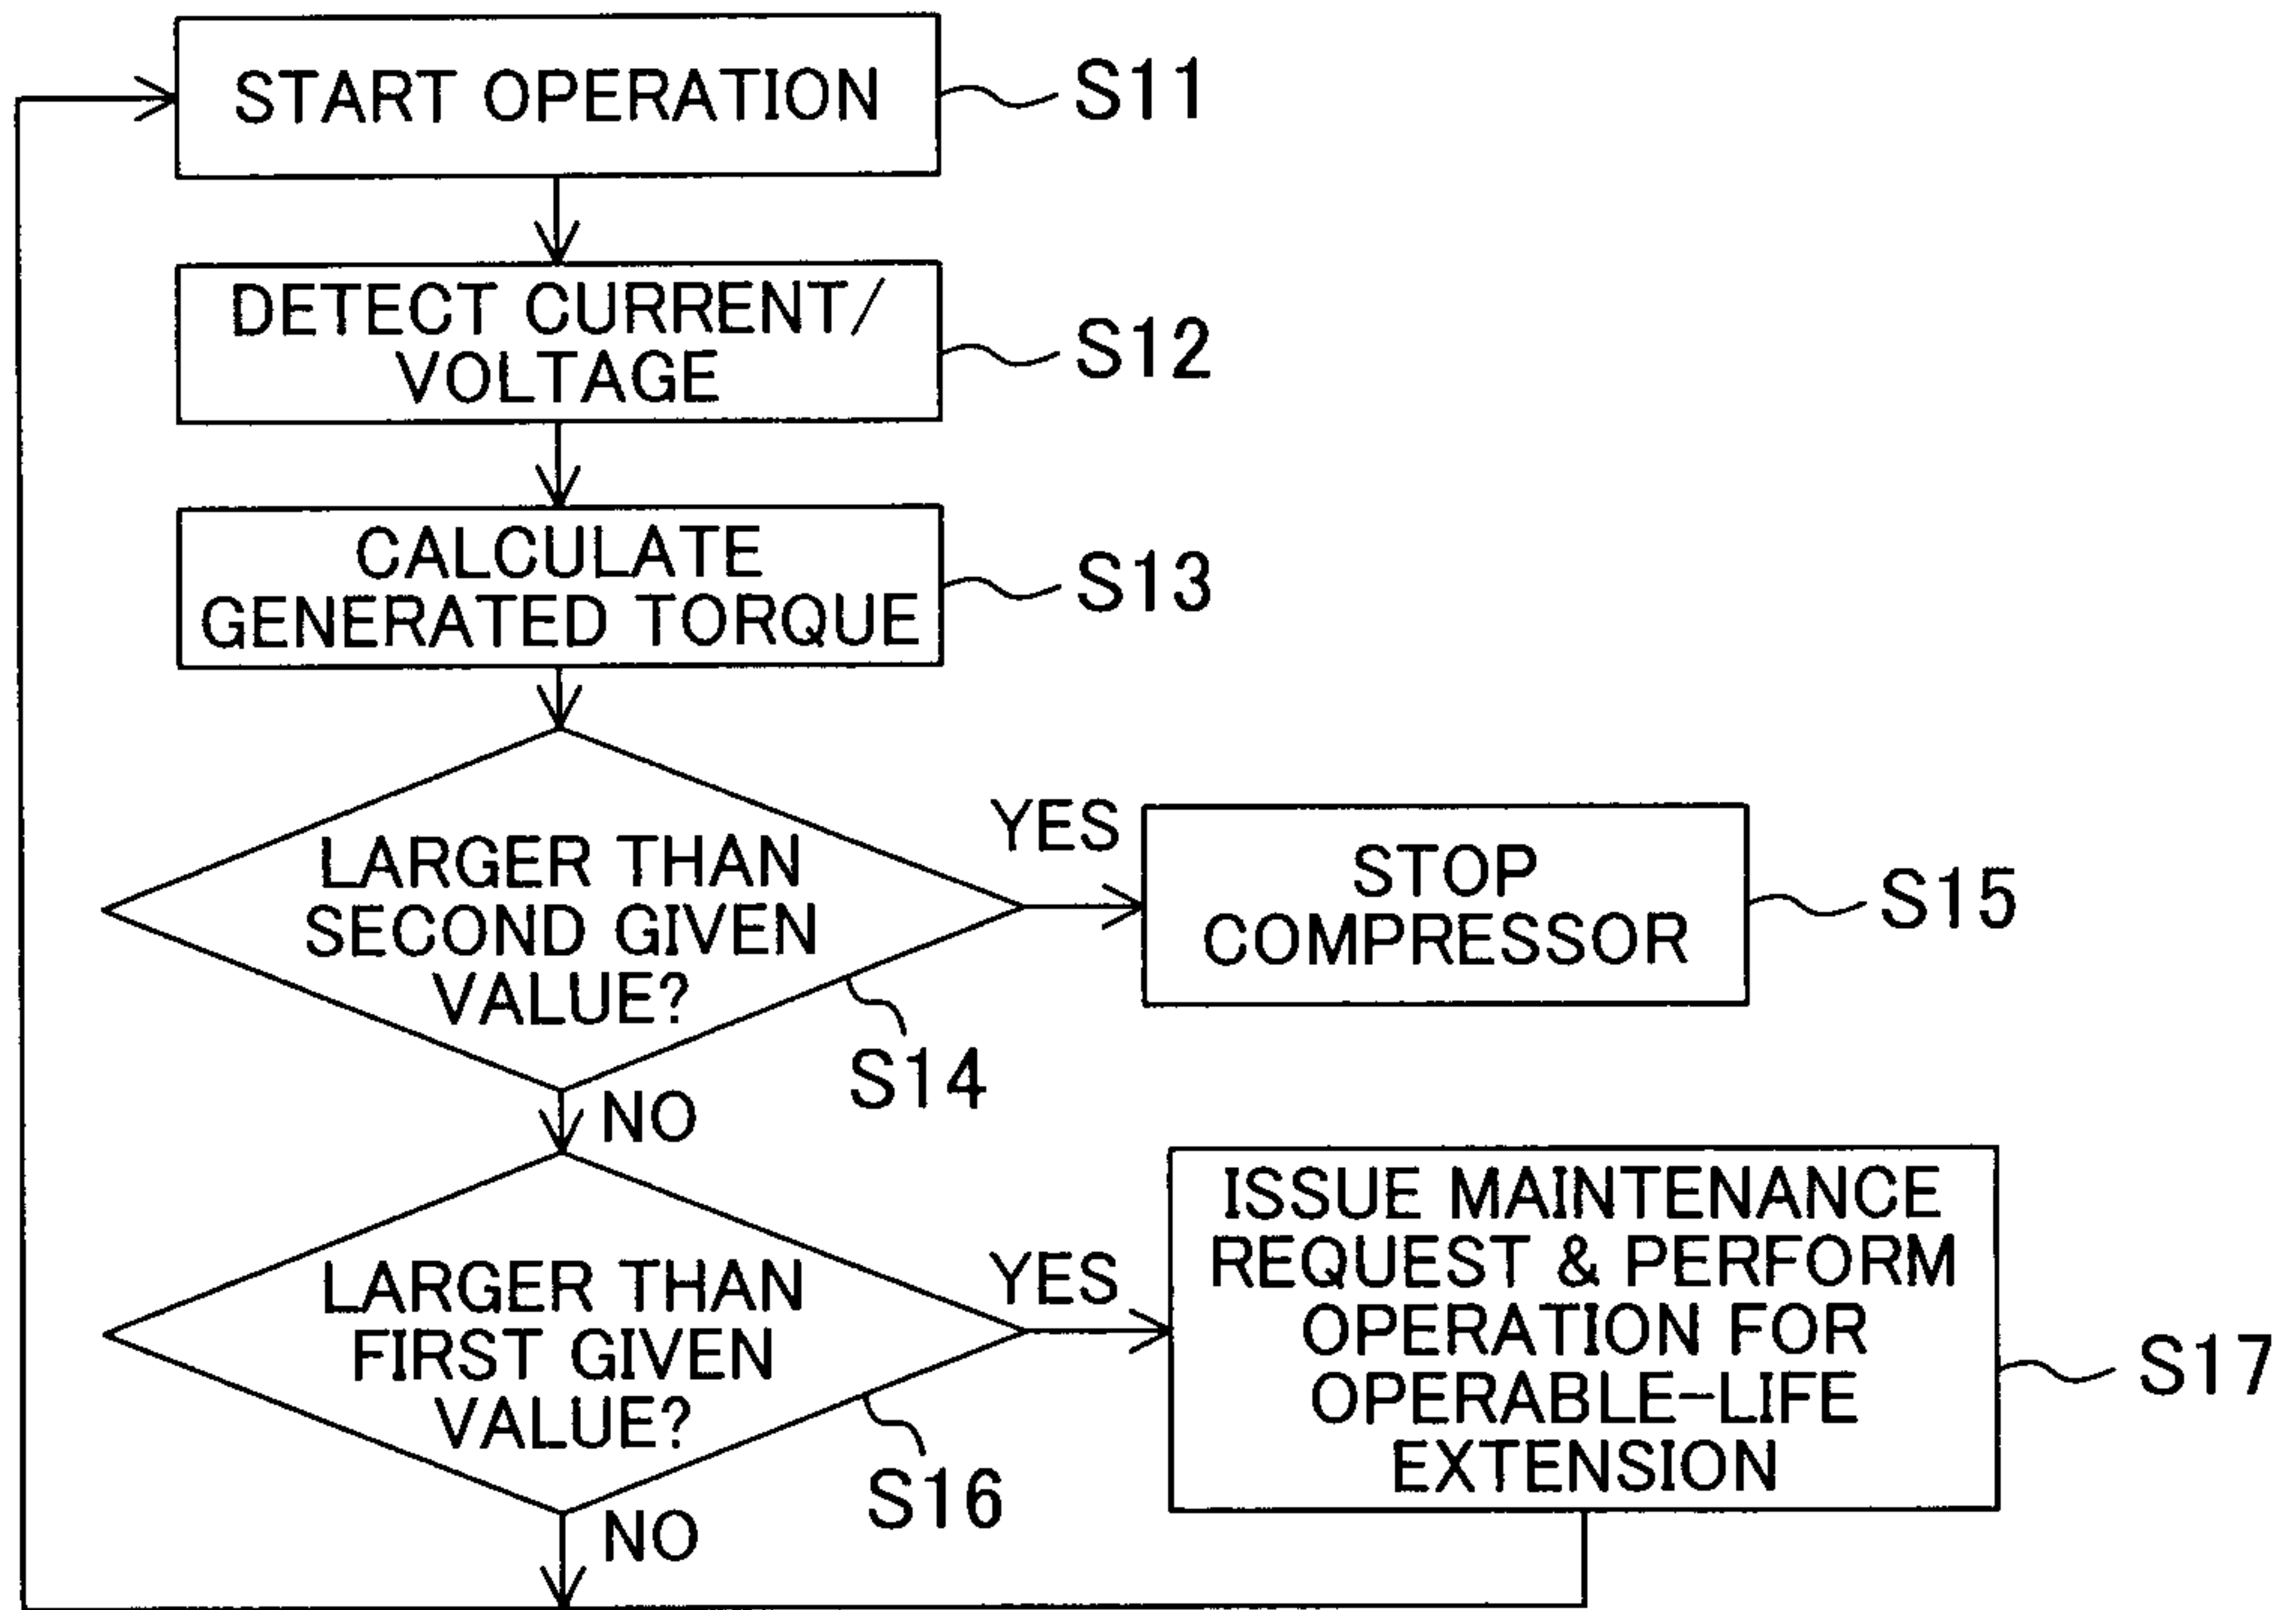 START OPERATION
S11
DETECT CURRENT/
VOLTAGE
S12
CALCULATE
GENERATED TORQUE
S13
LARGER THAN
SECOND GIVEN
VALUE?
S14
YES
STOP
COMPRESSOR
S15
NO
LARGER THAN
FIRST GIVEN
VALUE?
S16
YES
ISSUE MAINTENANCE
REQUEST & PERFORM
OPERATION FOR
OPERABLE-LIFE
EXTENSION
S17
NO